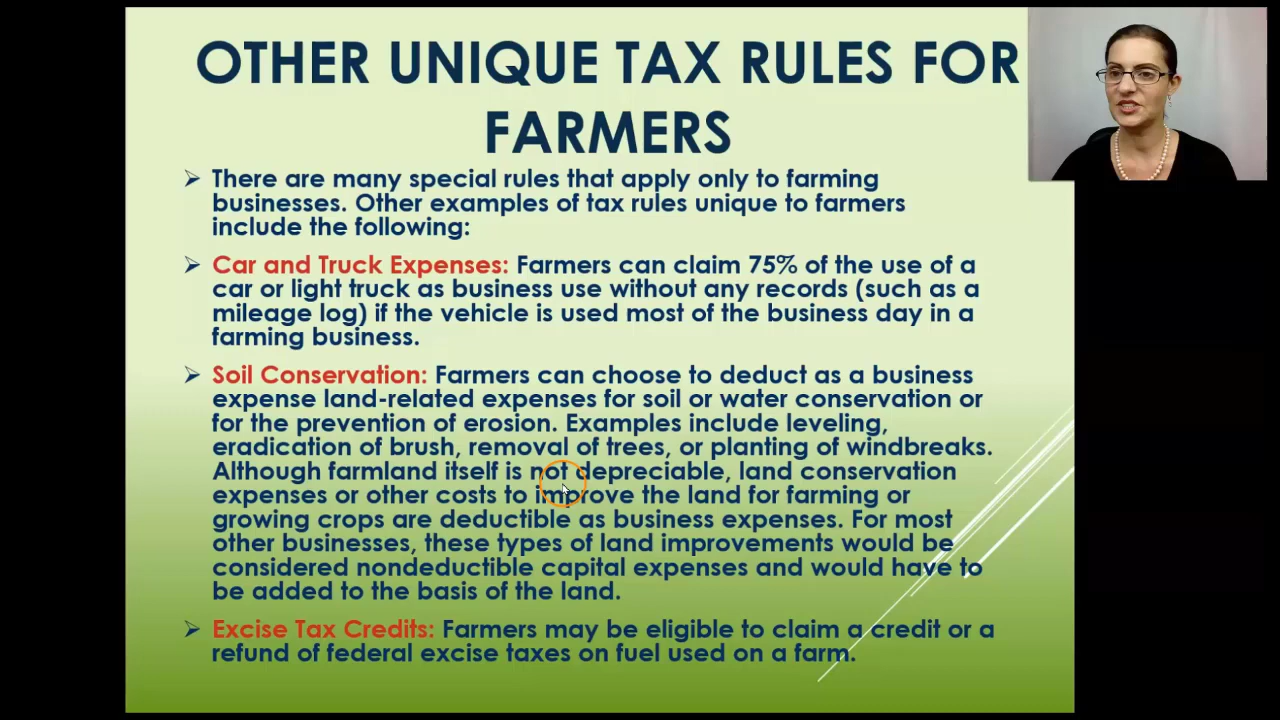 OTHER UNIQUE TAX RULES FOR
FARMERS
There are many special rules that apply only to farming
businesses. Other examples of tax rules unique to farmers
include the following:
Car and Truck Expenses: Farmers can claim 75% of the use of a
car or light truck as business use without any records (such as a
mileage log) if the vehicle is used most of the business day in a
farming business.
Soil Conservation: Farmers can choose to deduct as a business
expense land-related expenses for soil or water conservation or
for the prevention of erosion. Examples include leveling,
eradication of brush, removal of trees, or planting of windbreaks.
Although farmland itself is not depreciable, land conservation
expenses or other costs to improve the land for farming or
growing crops are deductible as business expenses. For most
other businesses, these types of land improvements would be
considered nondeductible capital expenses and would have to
be added to the basis of the land.
Excise Tax Credits: Farmers may be eligible to claim a credit or a
refund of federal excise taxes on fuel used on a farm.